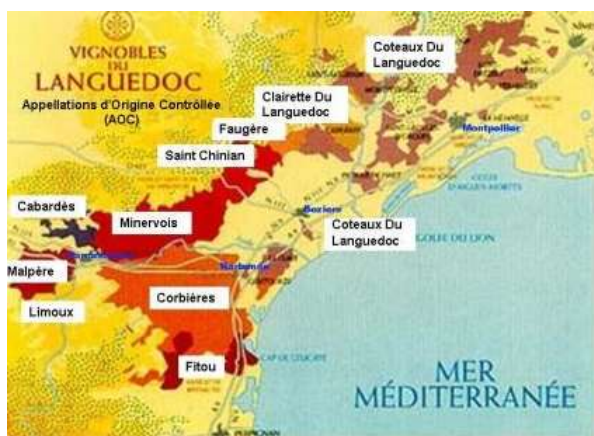 VIGNOBLES
DU
LANGUEDOC
Appellations d'Origine Contrôllée
(AOC)
Coteaux Du
Languedoc
Clairette Du
Languedoc
Faugère
Saint Chinian
Montpellier
Cabardès
Minervois
Beziers
Coteaux Du
Languedoc
GOLFE DU LION
Malpère
Narbonne
Limoux
Corbières
Fitou
CAP DE LEUCATE
MER
MÉDITERRANÉE
PERPIGNAN